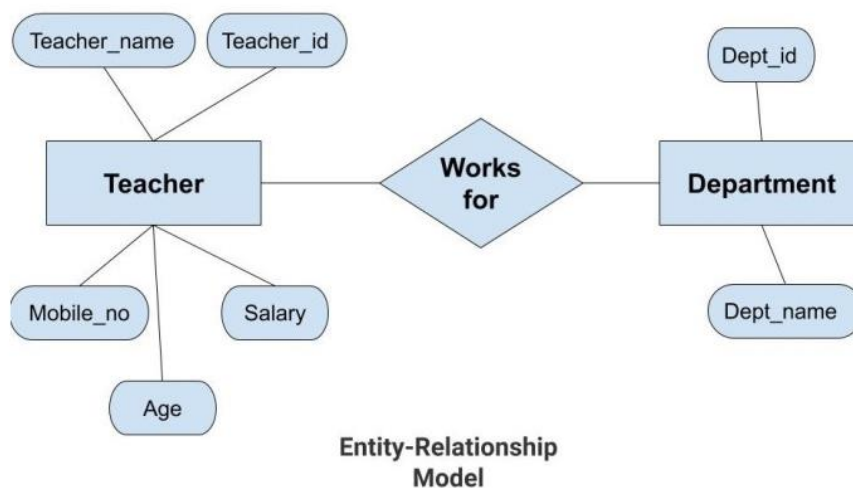 Teacher_name
Teacher_id
Dept_id
Teacher
Works
for
Department
Mobile_no
Salary
Dept_name
Age
Entity-Relationship
Model